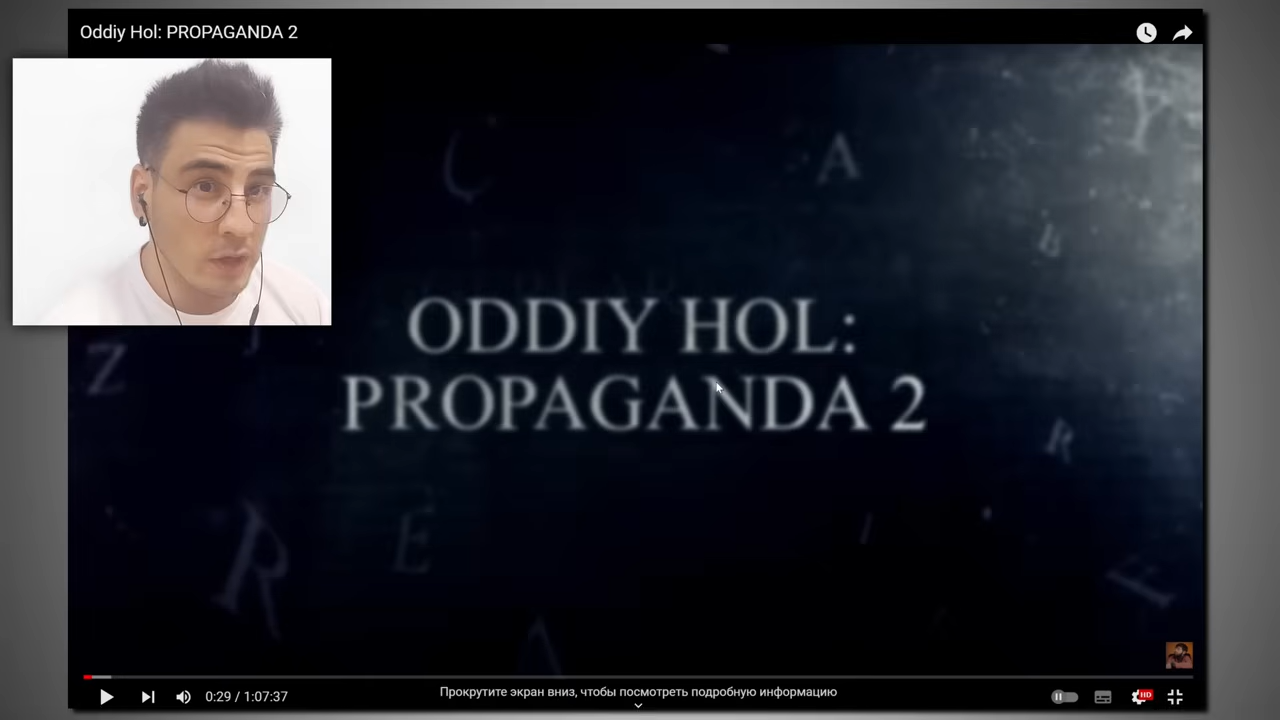 Oddiy Hol: PROPAGANDA 2
C
A
L
ODDIY HOL:
Z
PROPAGANDA 2
R
R
E
0:29 / 1:07:37
Прокрутите экран вниз, чтобы посмотреть подробную информацию
HD